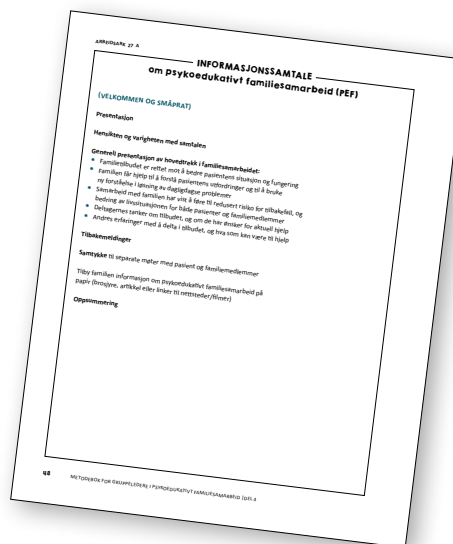 ARBEIDSARK 27 A
INFORMASJONSSAMTALE
om psykoedukativt familiesamarbeid (PEF)
(VELKOMMEN OG SMÅPRAT)
Presentasjon
Hensikten og varigheten med samtalen
Generell presentasjon av hovedtrekk i familiesamarbeidet:
• Familietilbudet er rettet mot å bedre pasientens situasjon og fungering
• Familien får hjelp til å forstå pasientens utfordringer og til å bruke
ny forståelse i løsning av dagligdagse problemer
• Samarbeid med familien har vist å føre til redusert risiko for tilbakefall, og
bedring av livssituasjonen for både pasienter og familiemedlemmer
• Deltagernes tanker om tilbudet, og om de har ønsker for aktuell hjelp
• Andres erfaringer med å delta i tilbudet, og hva som kan være til hjelp
Tilbakemeldinger
Samtykke til separate møter med pasient og familiemedlemmer
Tilby familien informasjon om psykoedukativt familiesamarbeid på
papir (brosjyre, artikkel eller linker til nettsteder/filmer)
Oppsummering
48 METODEBOK FOR GRUPPELEDERE I PSYKOEDUKATIVT FAMILIESAMARBEID | DEL 4